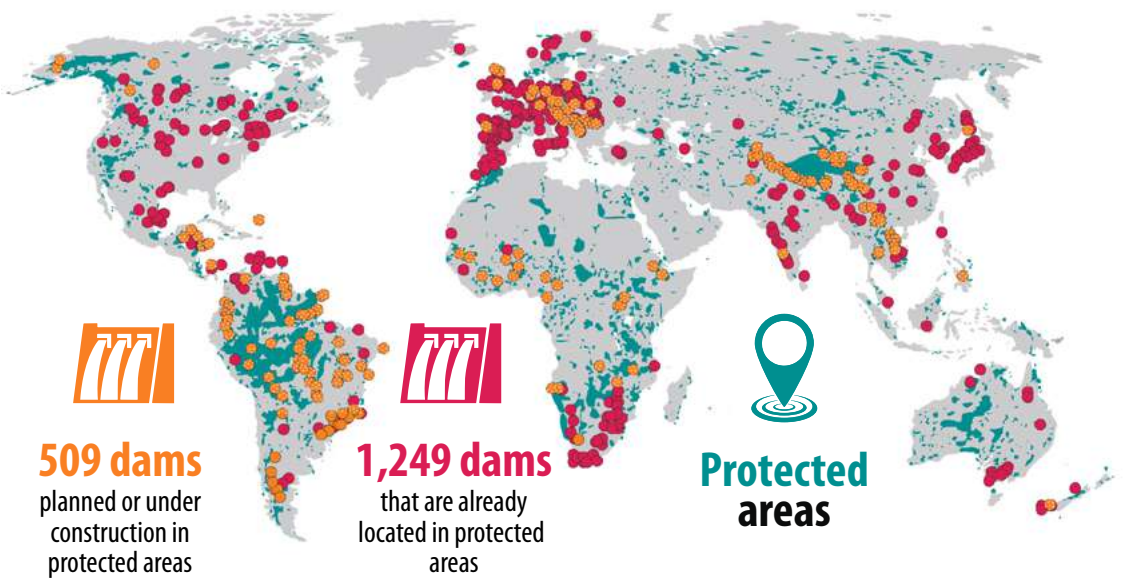 509 dams
planned or under
construction in
protected areas
1,249 dams
that are already
located in protected
areas
Protected
areas